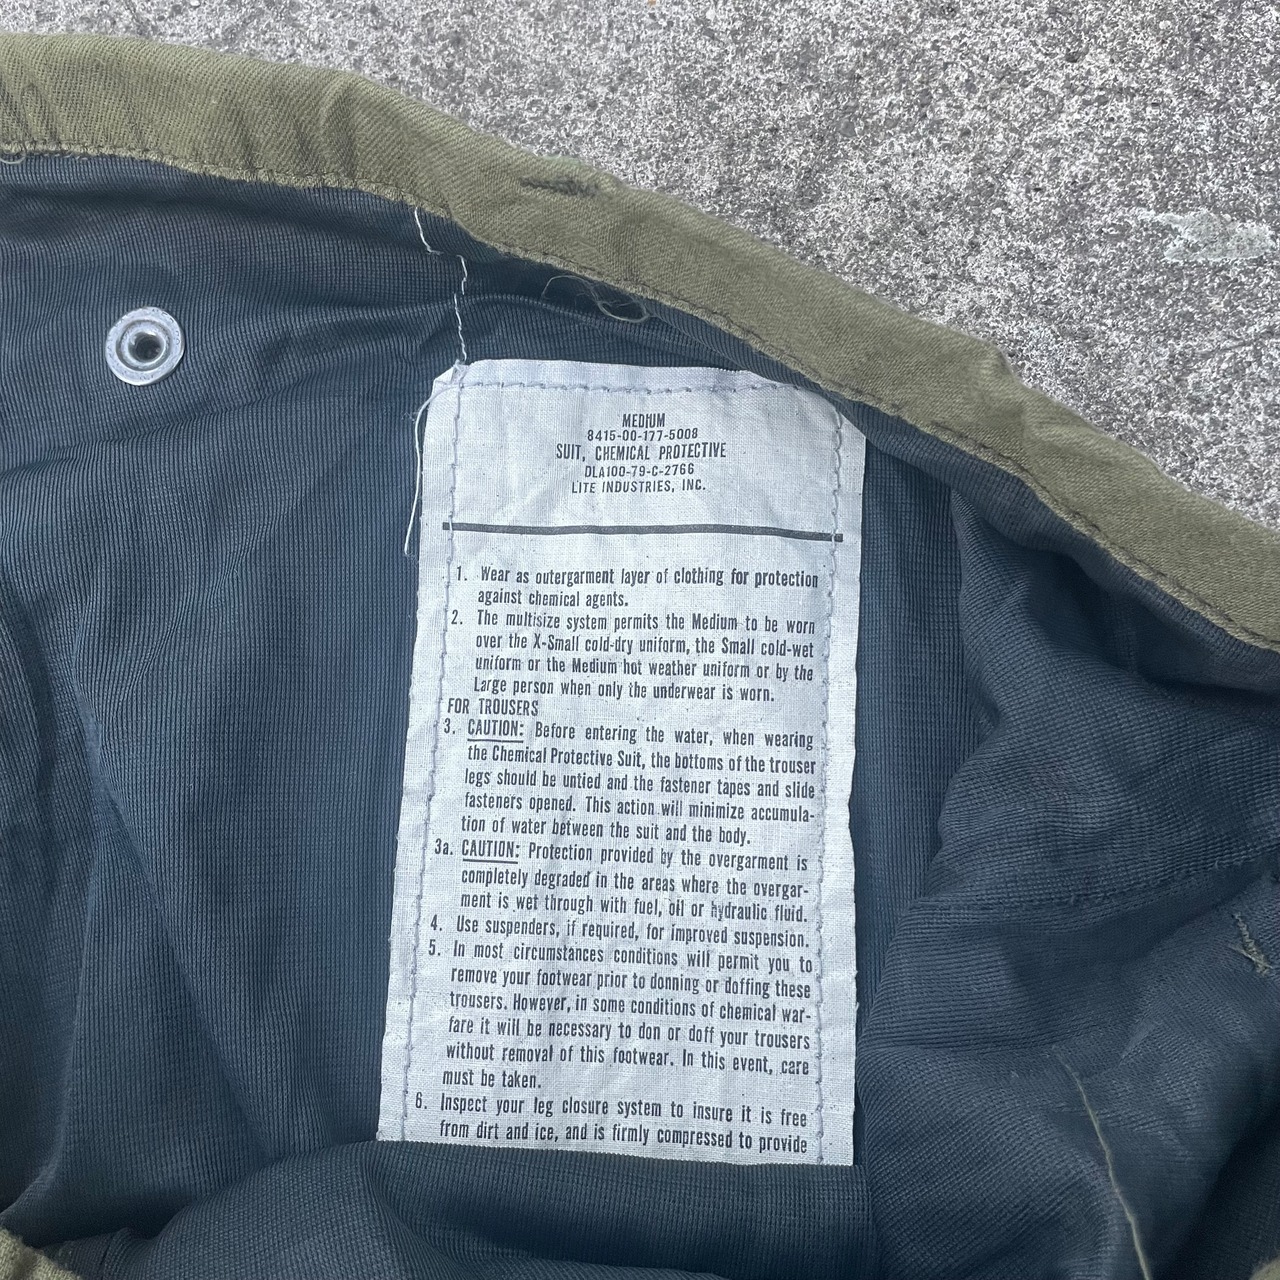 MEDIUM
8415-00-177-5008
SUIT, CHEMICAL PROTECTIVE
DLA100-79-C-2766
LITE INDUSTRIES, INC.
1. Wear as outergarment layer of clothing for protection
against chemical agents.
2. The multisize system permits the Medium to be worn
over the X-Small cold-dry uniform, the Small cold-wet
uniform or the Medium hot weather uniform or by the
Large person when only the underwear is worn.
FOR TROUSERS
3. CAUTION: Before entering the water, when wearing
the Chemical Protective Suit, the bottoms of the trouser
legs should be untied and the fastener tapes and slide
fasteners opened. This action will minimize accumula-
tion of water between the suit and the body.
3a. CAUTION: Protection provided by the overgarment is
completely degraded in the areas where the overgar-
ment is wet through with fuel, oil or hydraulic fluid.
4. Use suspenders, if required, for improved suspension.
5. In most circumstances conditions will permit you to
remove your footwear prior to donning or doffing these
trousers. However, in some conditions of chemical war-
fare it will be necessary to don or doff your trousers
without removal of this footwear. In this event, care
must be taken.
6. Inspect your leg closure system to insure it is free
from dirt and ice, and is firmly compressed to provide